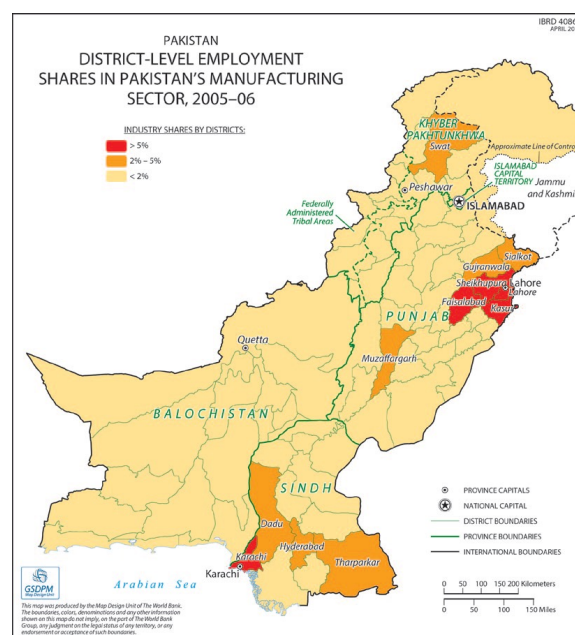 IBRD 4086
APRIL 20
PAKISTAN
DISTRICT-LEVEL EMPLOYMENT
SHARES IN PAKISTAN'S MANUFACTURING
SECTOR, 2005–06
INDUSTRY SHARES BY DISTRICTS:
> 5%
2% – 5%
< 2%
KHYBER
PAKHTUNKHWA
Swat
Approximate Line of Control
ISLAMABAD
CAPITAL
TERRITORY
Jammu
and Kashmi
Peshawar
ISLAMABAD
Federally
Administered
Tribal Areas
Sialkot
Gujranwala
Sheikhupura
Lahore
Lahore
Faisalabad
Kasur
PUNJAB
Muzaffargarh
Quetta
BALOCHISTAN
SINDH
Dadu
Hyderabad
Tharparkar
Karachi
Karachi
Arabian Sea
PROVINCE CAPITALS
NATIONAL CAPITAL
DISTRICT BOUNDARIES
PROVINCE BOUNDARIES
INTERNATIONAL BOUNDARIES
0 50 100 150 200 Kilometers
0 50 100 150 Miles
GSDPM
Map Design Unit
This map was produced by the Map Design Unit of The World Bank.
The boundaries, colors, denominations and any other information
shown on this map do not imply, on the part of The World Bank
Group, any judgment on the legal status of any territory, or any
endorsement or acceptance of such boundaries.